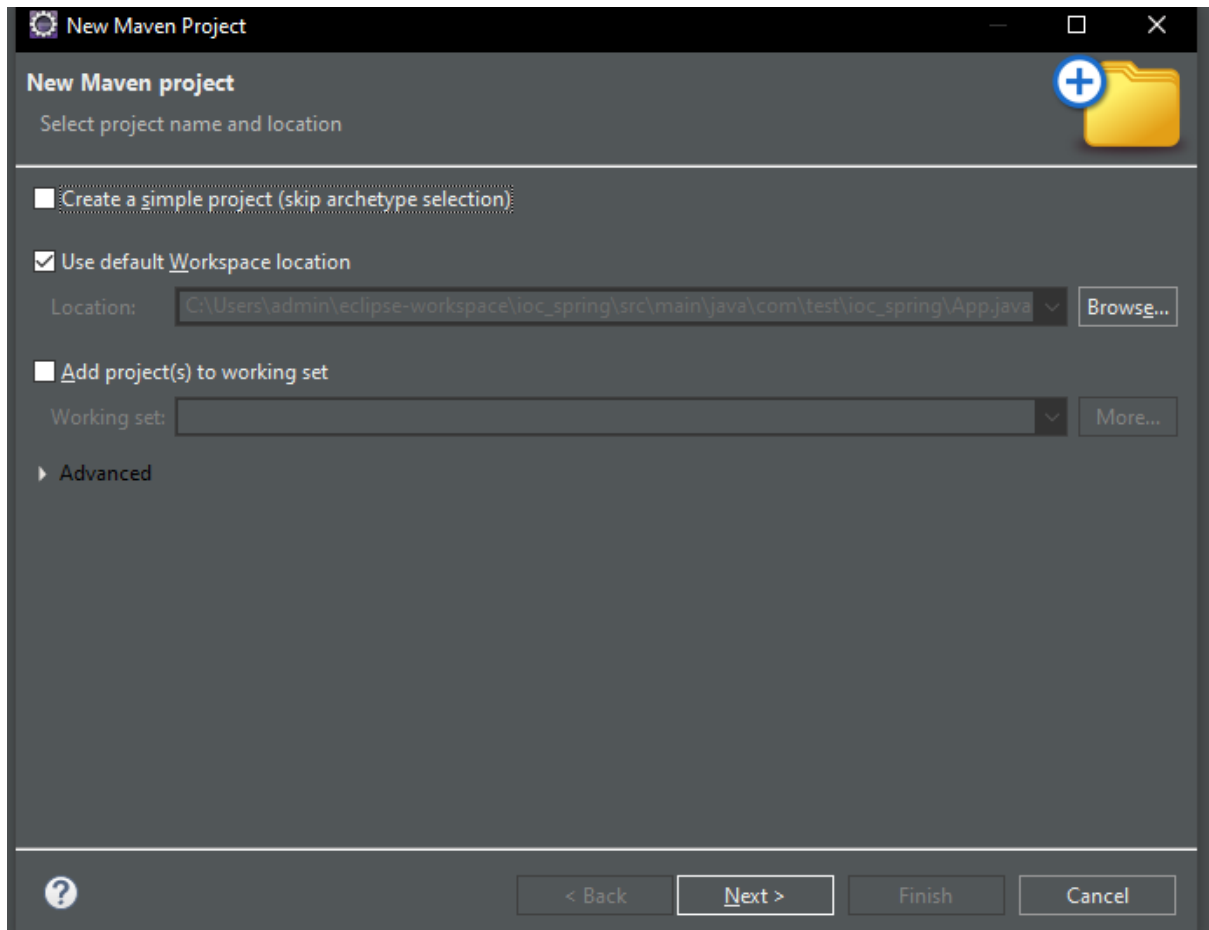 New Maven Project
New Maven project
Select project name and location
Create a simple project (skip archetype selection)
Use default Workspace location
Location: C:\Users\admin\eclipse-workspace\ioc_spring\src\main\java\com\test\ioc_spring\App.java Browse...
Add project(s) to working set
Working set: More...
Advanced
< Back Next > Finish Cancel